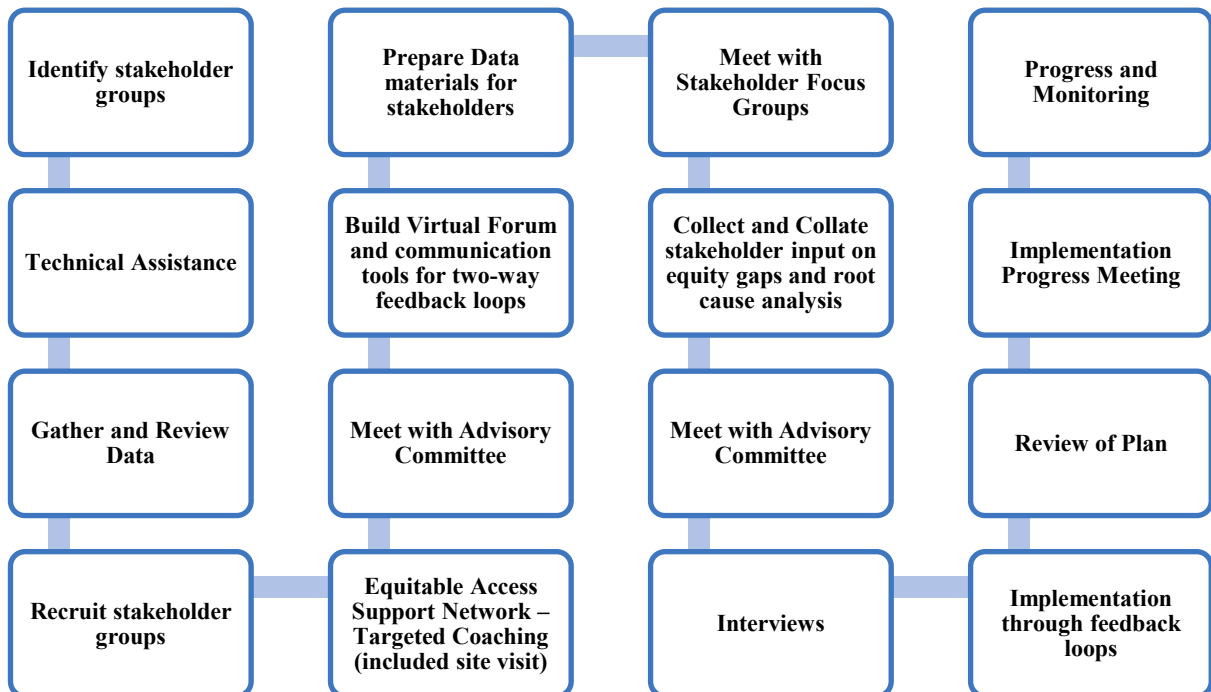 Identify stakeholder
groups
Technical Assistance
Gather and Review
Data
Recruit stakeholder
groups
Equitable Access
Support Network –
Targeted Coaching
(included site visit)
Meet with Advisory
Committee
Build Virtual Forum
and communication
tools for two-way
feedback loops
Prepare Data
materials for
stakeholders
Meet with
Stakeholder Focus
Groups
Collect and Collate
stakeholder input on
equity gaps and root
cause analysis
Meet with Advisory
Committee
Interviews
Implementation
through feedback
loops
Review of Plan
Implementation
Progress Meeting
Progress and
Monitoring